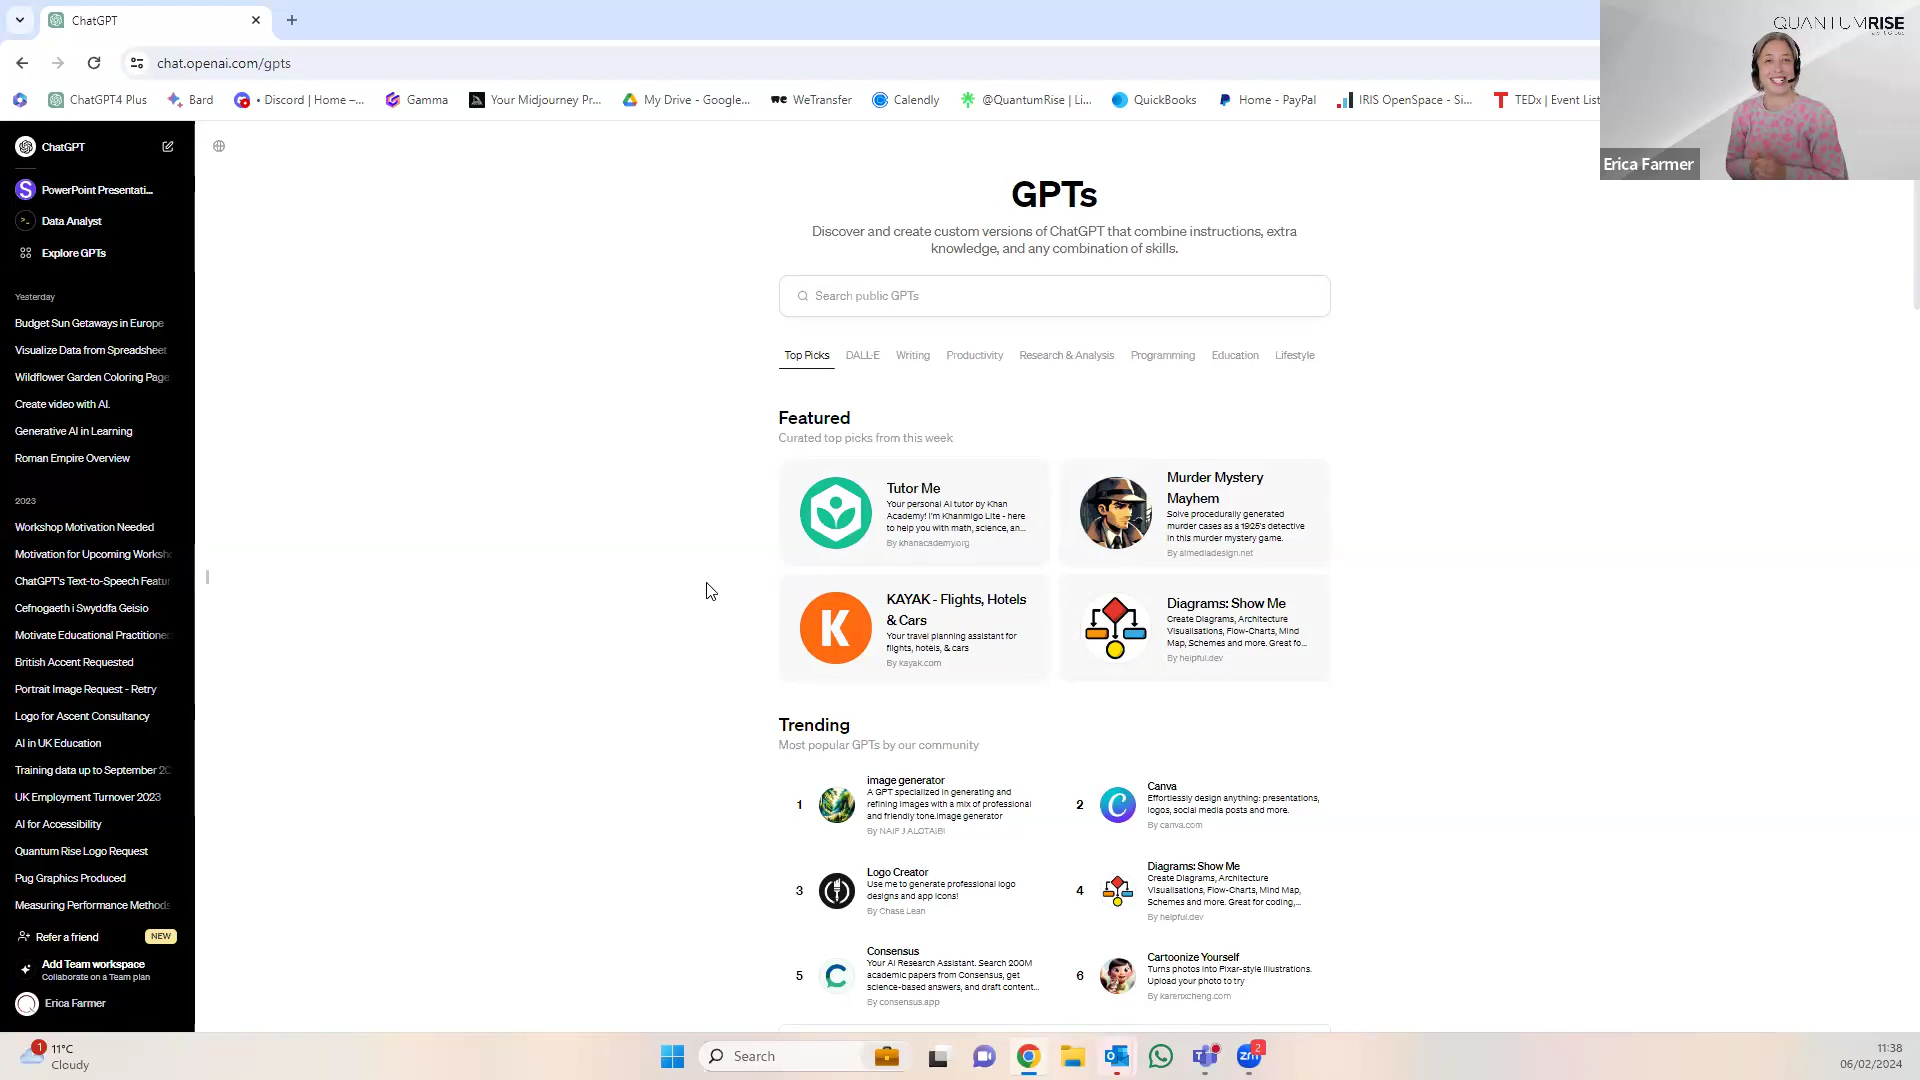 ChatGPT
chat.openai.com/gpts
ChatGPT4 Plus
Bard
• Discord | Home –...
Gamma
Your Midjourney Pr...
My Drive - Google...
WeTransfer
Calendly
@QuantumRise | Li...
QuickBooks
Home - PayPal
IRIS OpenSpace - Si...
TEDx | Event List
QUANTUMRISE
Erica Farmer
ChatGPT
PowerPoint Presentati...
Data Analyst
Explore GPTs
Yesterday
Budget Sun Getaways in Europe
Visualize Data from Spreadsheet
Wildflower Garden Coloring Page
Create video with AI.
Generative AI in Learning
Roman Empire Overview
2023
Workshop Motivation Needed
Motivation for Upcoming Worksho
ChatGPT's Text-to-Speech Featur
Cefnogaeth i Swyddfa Geisio
Motivate Educational Practitioner
British Accent Requested
Portrait Image Request - Retry
Logo for Ascent Consultancy
AI in UK Education
Training data up to September 20
UK Employment Turnover 2023
AI for Accessibility
Quantum Rise Logo Request
Pug Graphics Produced
Measuring Performance Methods
Refer a friend
NEW
Add Team workspace
Collaborate on a Team plan
Erica Farmer
GPTs
Discover and create custom versions of ChatGPT that combine instructions, extra
knowledge, and any combination of skills.
Search public GPTs
Top Picks
DALL·E
Writing
Productivity
Research & Analysis
Programming
Education
Lifestyle
Featured
Curated top picks from this week
Tutor Me
Your personal AI tutor by Khan
Academy! I'm Khanmigo Lite - here
to help you with math, science, an...
By khanacademy.org
Murder Mystery
Mayhem
Solve procedurally generated
murder cases as a 1925's detective
in this murder mystery game.
By aimediadesign.net
K
KAYAK - Flights, Hotels
& Cars
Your travel planning assistant for
flights, hotels, & cars
By kayak.com
Diagrams: Show Me
Create Diagrams, Architecture
Visualisations, Flow-Charts, Mind
Map, Schemes and more. Great fo...
By helpful.dev
Trending
Most popular GPTs by our community
1
image generator
A GPT specialized in generating and
refining images with a mix of professional
and friendly tone.image generator
By NAIF J ALOTAIBI
2
Canva
Effortlessly design anything: presentations,
logos, social media posts and more.
By canva.com
3
Logo Creator
Use me to generate professional logo
designs and app icons!
By Chase Lean
4
Diagrams: Show Me
Create Diagrams, Architecture
Visualisations, Flow-Charts, Mind Map,
Schemes and more. Great for coding,...
By helpful.dev
5
Consensus
Your AI Research Assistant. Search 200M
academic papers from Consensus, get
science-based answers, and draft content...
By consensus.app
6
Cartoonize Yourself
Turns photos into Pixar-style illustrations.
Upload your photo to try
By karenxcheng.com
1
11°C
Cloudy
Search
zm
2
11:38
06/02/2024